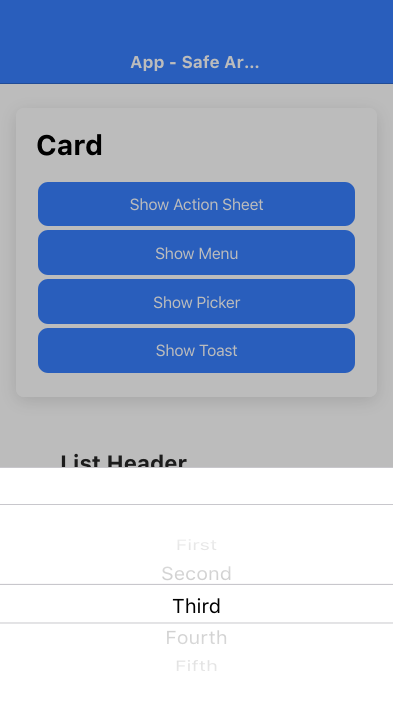 App - Safe Ar...
Card
Show Action Sheet
Show Menu
Show Picker
Show Toast
List Header
First
Second
Third
Fourth
Fifth